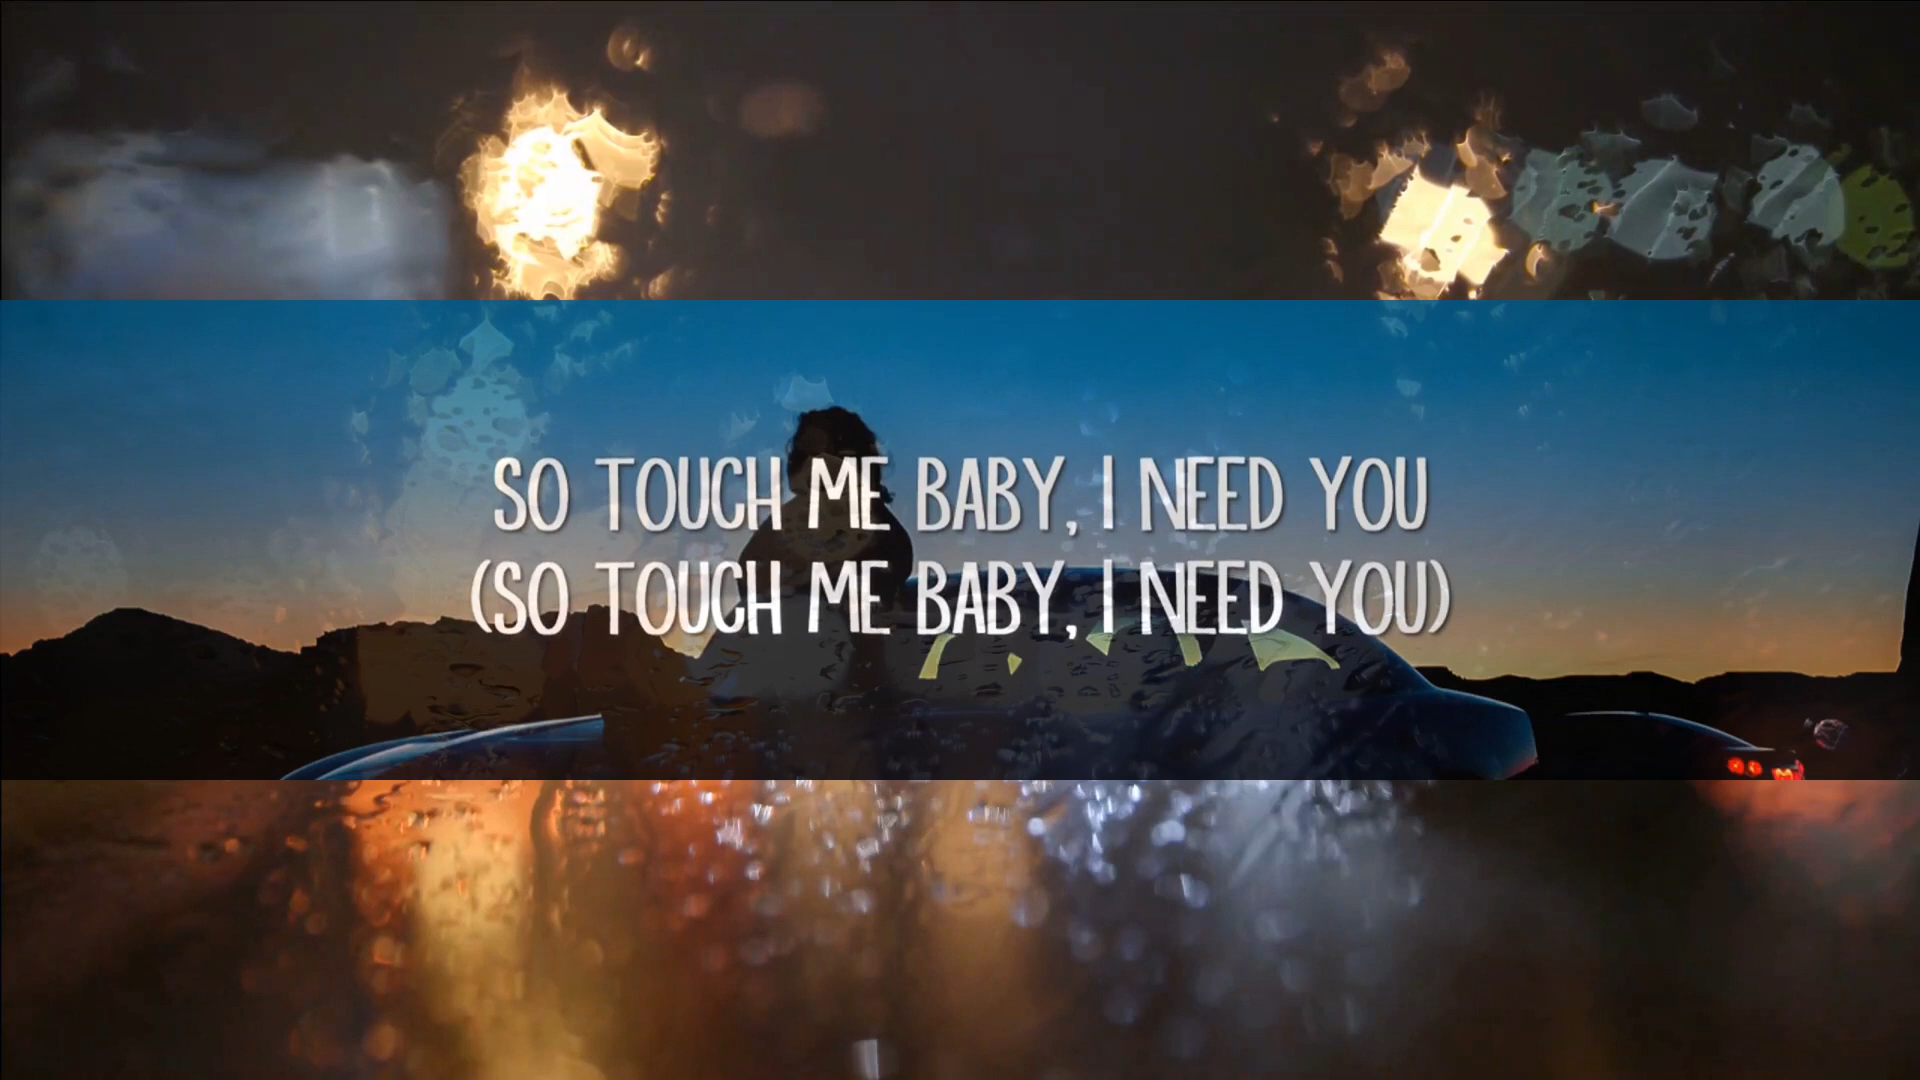 SO TOUCH ME BABY, I NEED YOU
(SO TOUCH ME BABY, I NEED YOU)